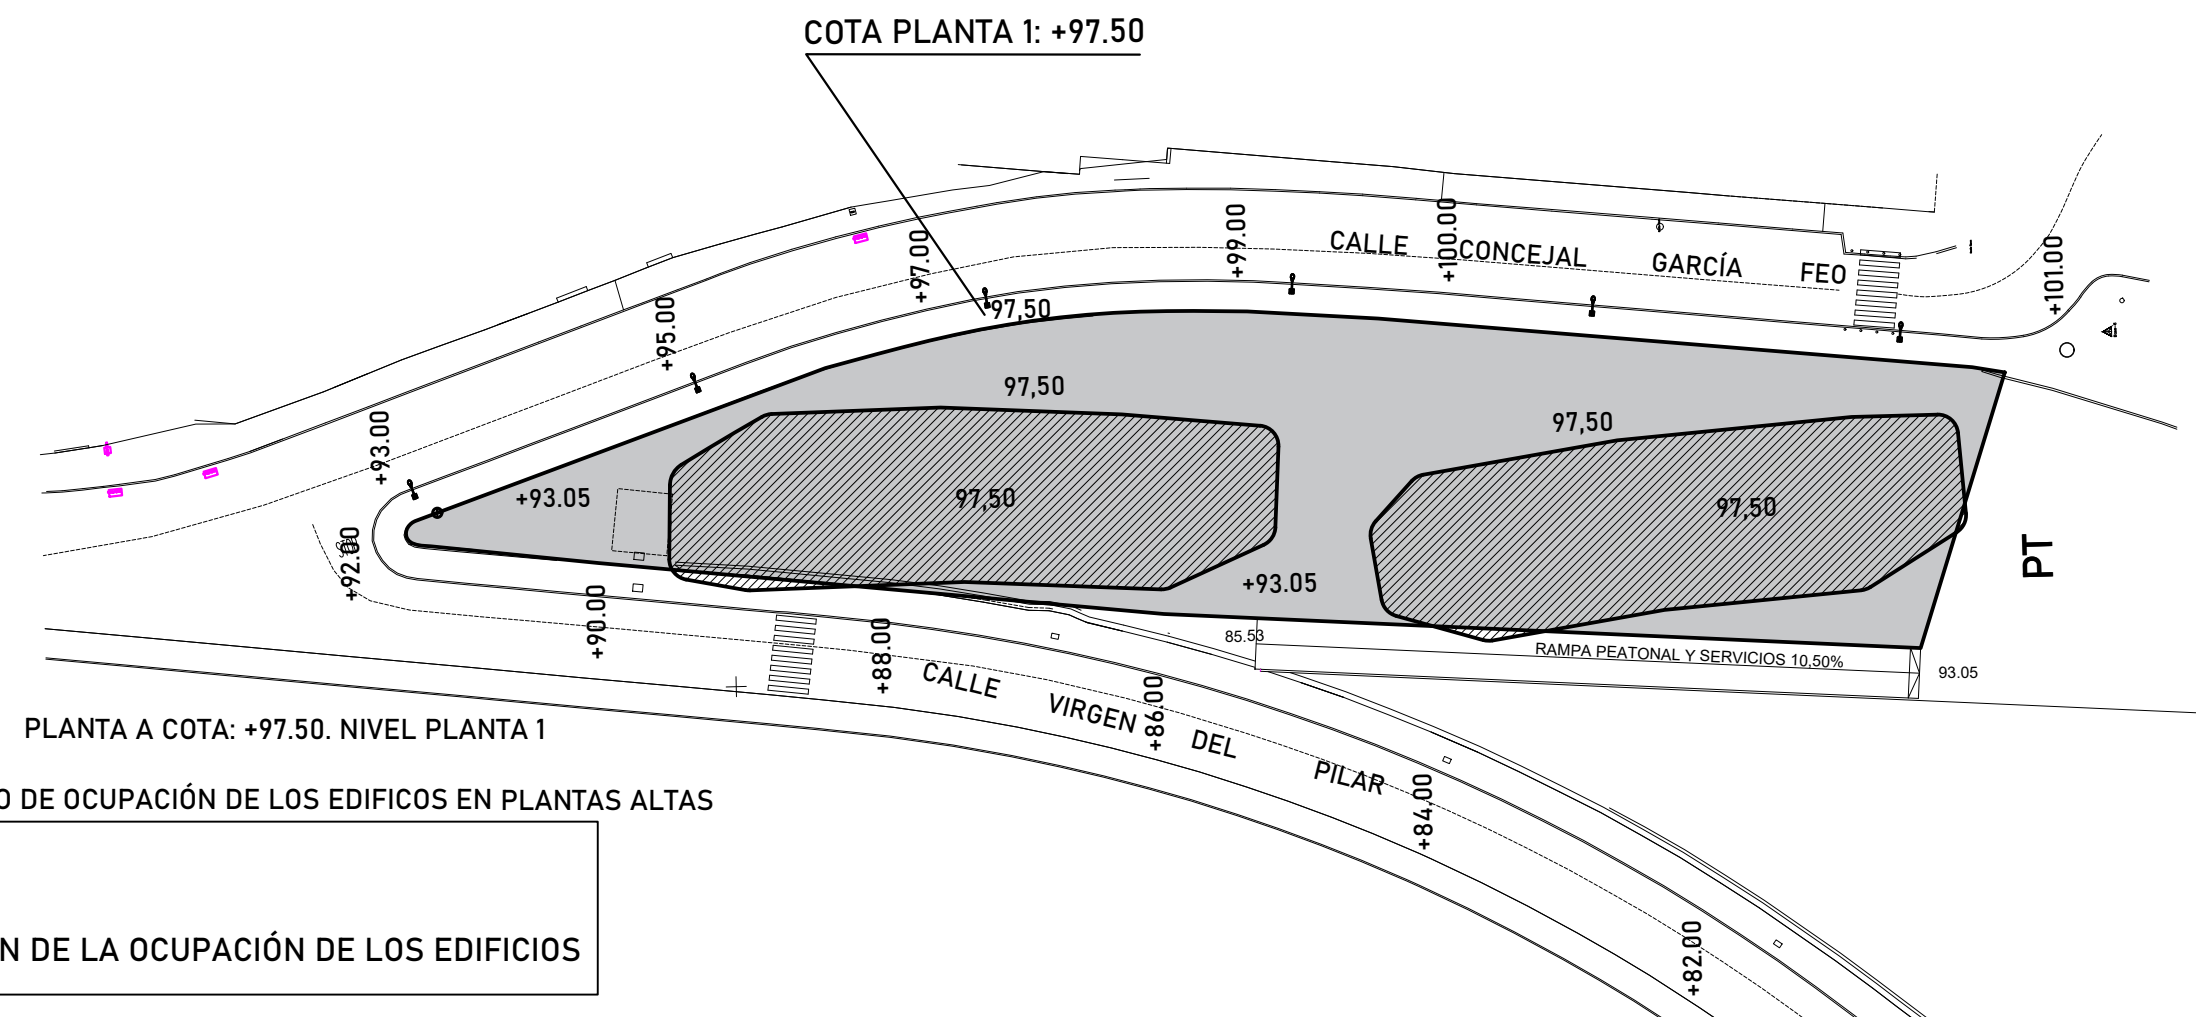 COTA PLANTA 1: +97.50
+97.00
+99.00
+100.00
CALLE CONCEJAL GARCÍA FEO
+101.00
+95.00
97,50
97,50
97,50
+93.00
+93.05
97,50
97,50
+92.00
PT
+93.05
+90.00
+88.00
85.53
RAMPA PEATONAL Y SERVICIOS 10,50%
93.05
CALLE VIRGEN DEL PILAR
+86.00
+84.00
+82.00
PLANTA A COTA: +97.50. NIVEL PLANTA 1
O DE OCUPACIÓN DE LOS EDIFICOS EN PLANTAS ALTAS
N DE LA OCUPACIÓN DE LOS EDIFICIOS